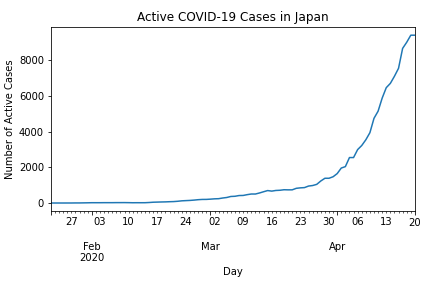 Active COVID-19 Cases in Japan
Number of Active Cases
8000
6000
4000
2000
0
27 03 10 17 24 02 09 16 23 30 06 13 20
Feb Mar Apr
2020
Day